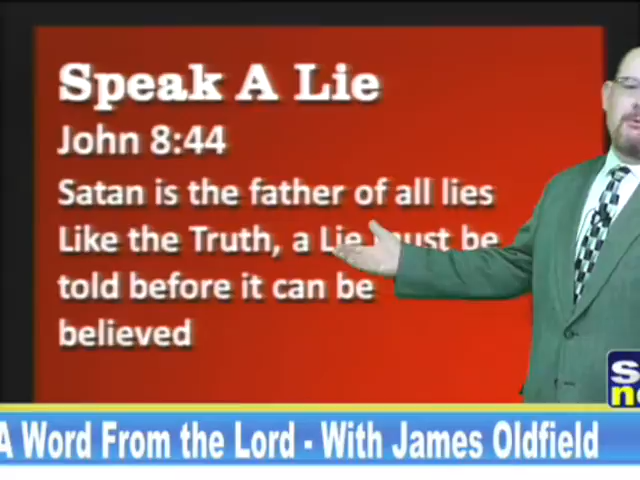 Speak A Lie
John 8:44
Satan is the father of all lies
Like the Truth, a Lie must be
told before it can be
believed
A Word From the Lord - With James Oldfield